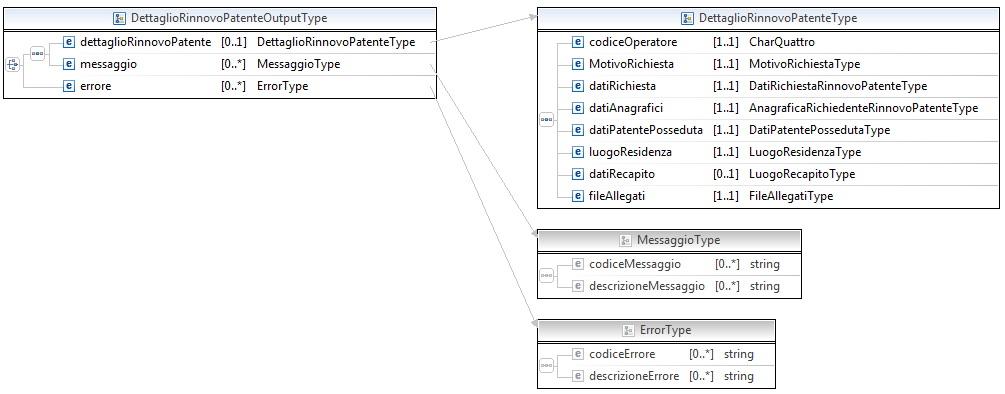 DettaglioRinnovoPatenteOutputType
dettaglioRinnovoPatente [0..1] DettaglioRinnovoPatenteType
messaggio [0..*] MessaggioType
errore [0..*] ErrorType
DettaglioRinnovoPatenteType
codiceOperatore [1..1] CharQuattro
MotivoRichiesta [1..1] MotivoRichiestaType
datiRichiesta [1..1] DatiRichiestaRinnovoPatenteType
datiAnagrafici [1..1] AnagraficaRichiedenteRinnovoPatenteType
datiPatentePosseduta [1..1] DatiPatentePossedutaType
luogoResidenza [1..1] LuogoResidenzaType
datiRecapito [0..1] LuogoRecapitoType
fileAllegati [1..1] FileAllegatiType
MessaggioType
codiceMessaggio [0..*] string
descrizioneMessaggio [0..*] string
ErrorType
codiceErrore [0..*] string
descrizioneErrore [0..*] string